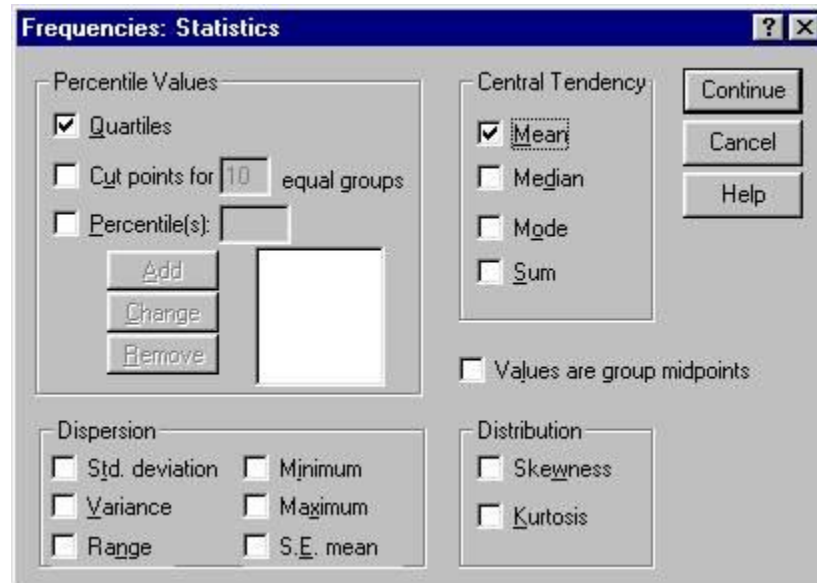 Frequencies: Statistics
Percentile Values
Quartiles
Cut points for 10 equal groups
Percentile(s):
Add
Change
Remove
Central Tendency
Mean
Median
Mode
Sum
Continue
Cancel
Help
Values are group midpoints
Dispersion
Std. deviation Minimum
Variance Maximum
Range S.E. mean
Distribution
Skewness
Kurtosis